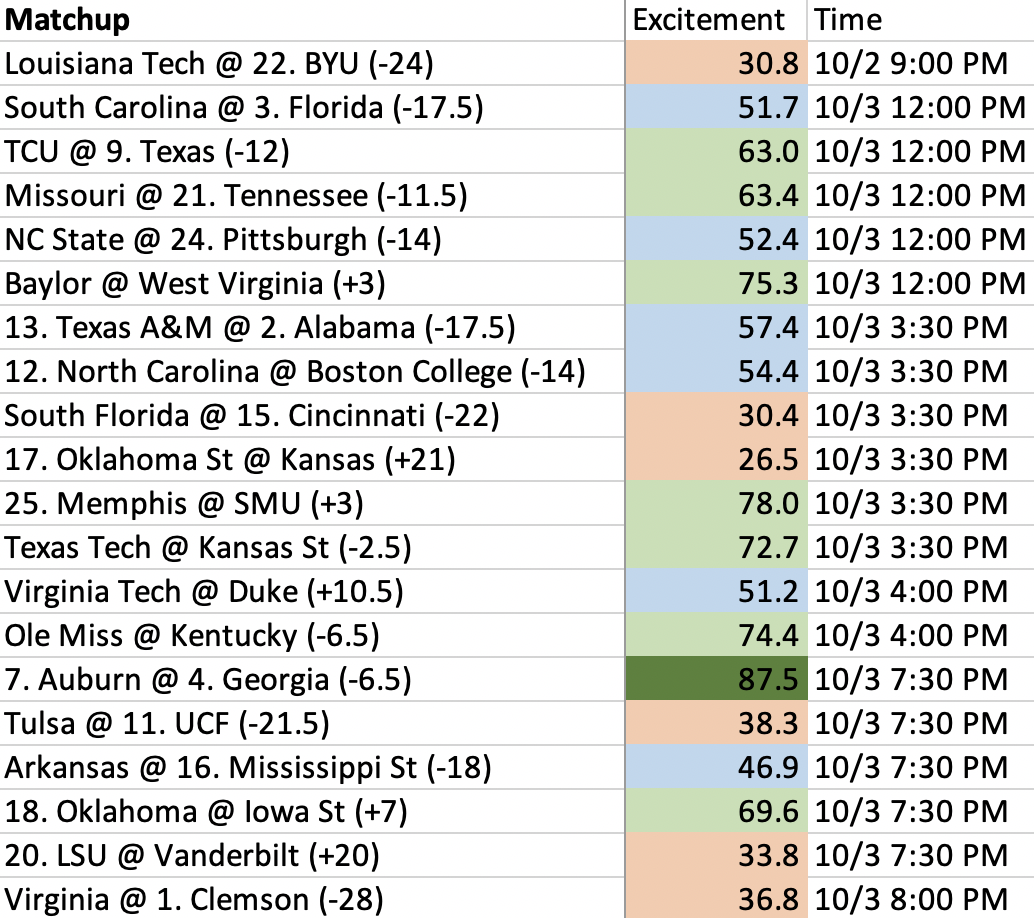 Matchup Excitement Time
Louisiana Tech @ 22. BYU (-24) 30.8 10/2 9:00 PM
South Carolina @ 3. Florida (-17.5) 51.7 10/3 12:00 PM
TCU @ 9. Texas (-12) 63.0 10/3 12:00 PM
Missouri @ 21. Tennessee (-11.5) 63.4 10/3 12:00 PM
NC State @ 24. Pittsburgh (-14) 52.4 10/3 12:00 PM
Baylor @ West Virginia (+3) 75.3 10/3 12:00 PM
13. Texas A&M @ 2. Alabama (-17.5) 57.4 10/3 3:30 PM
12. North Carolina @ Boston College (-14) 54.4 10/3 3:30 PM
South Florida @ 15. Cincinnati (-22) 30.4 10/3 3:30 PM
17. Oklahoma St @ Kansas (+21) 26.5 10/3 3:30 PM
25. Memphis @ SMU (+3) 78.0 10/3 3:30 PM
Texas Tech @ Kansas St (-2.5) 72.7 10/3 3:30 PM
Virginia Tech @ Duke (+10.5) 51.2 10/3 4:00 PM
Ole Miss @ Kentucky (-6.5) 74.4 10/3 4:00 PM
7. Auburn @ 4. Georgia (-6.5) 87.5 10/3 7:30 PM
Tulsa @ 11. UCF (-21.5) 38.3 10/3 7:30 PM
Arkansas @ 16. Mississippi St (-18) 46.9 10/3 7:30 PM
18. Oklahoma @ Iowa St (+7) 69.6 10/3 7:30 PM
20. LSU @ Vanderbilt (+20) 33.8 10/3 7:30 PM
Virginia @ 1. Clemson (-28) 36.8 10/3 8:00 PM